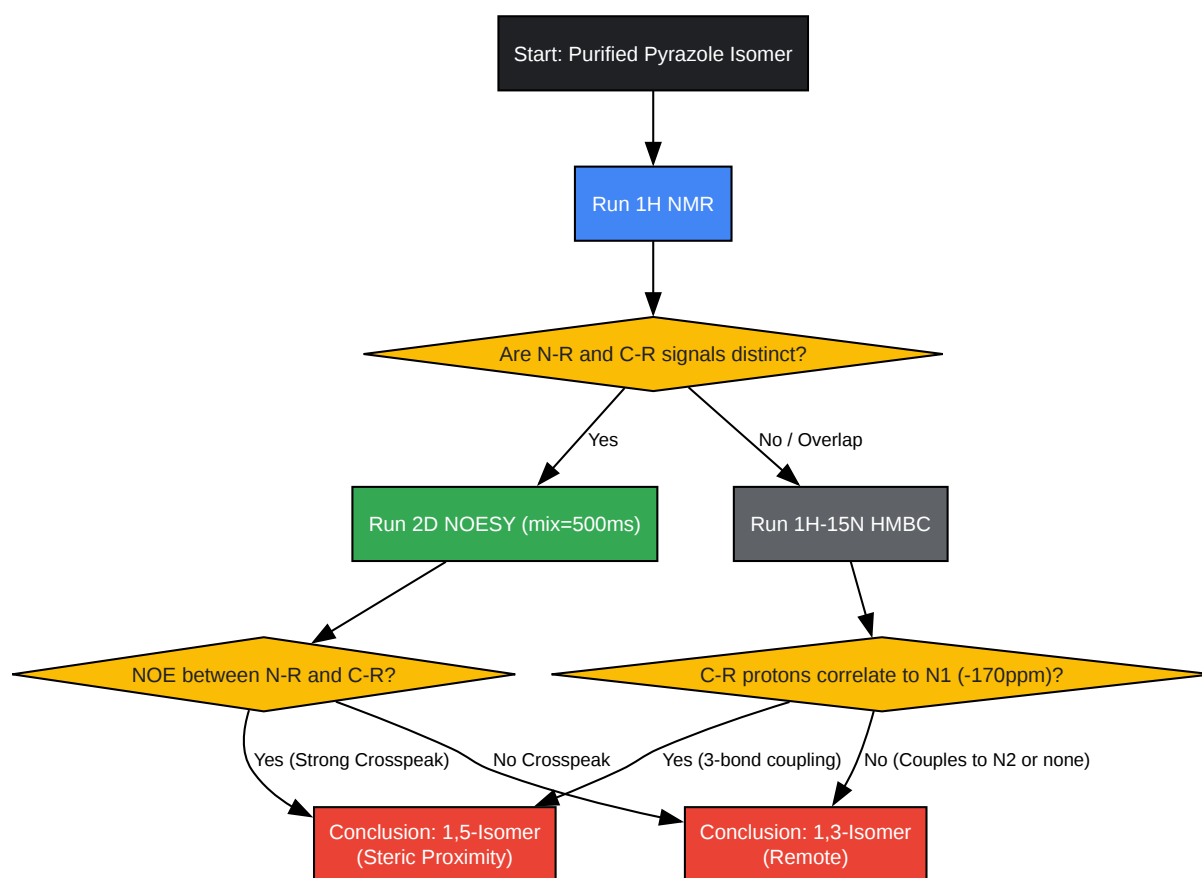 Start: Purified Pyrazole Isomer
Run 1H NMR
Are N-R and C-R signals distinct?
Yes
No / Overlap
Run 2D NOESY (mix=500ms)
Run 1H-15N HMBC
NOE between N-R and C-R?
C-R protons correlate to N1 (-170ppm)?
Yes (Strong Crosspeak)
No Crosspeak
Yes (3-bond coupling)
No (Couples to N2 or none)
Conclusion: 1,5-Isomer
(Steric Proximity)
Conclusion: 1,3-Isomer
(Remote)